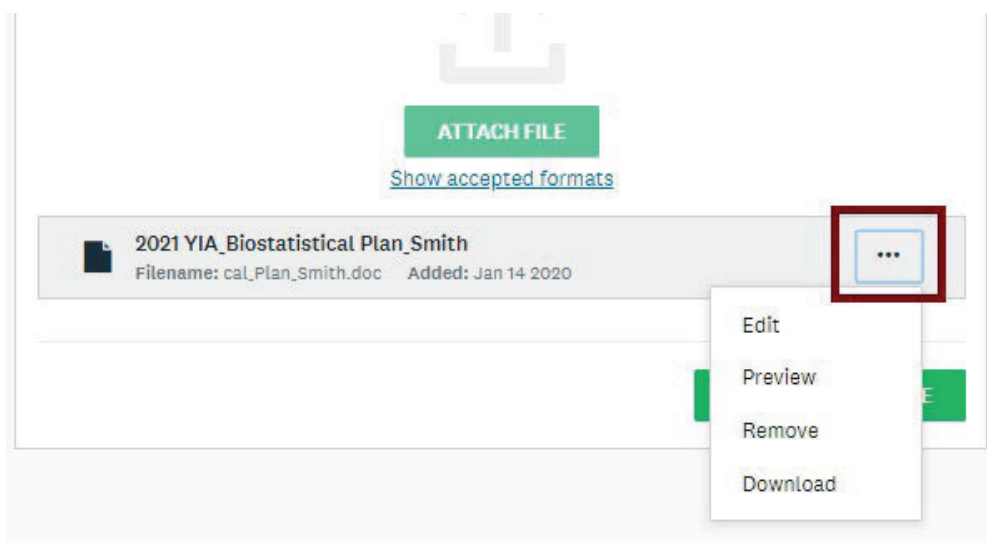 ATTACH FILE
Show accepted formats
2021 YIA_Biostatistical Plan_Smith
Filename: cal_Plan_Smith.doc Added: Jan 14 2020
...
Edit
Preview
Remove
Download